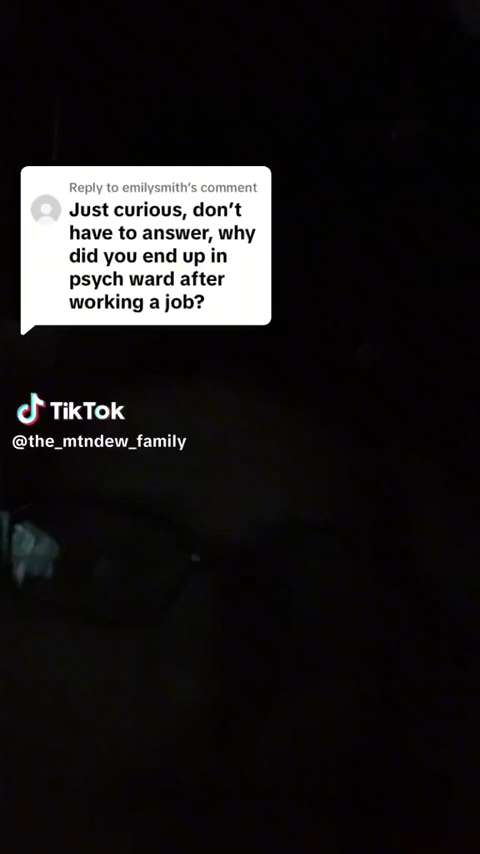 Reply to emilysmith's comment
Just curious, don't
have to answer, why
did you end up in
psych ward after
working a job?
TikTok
@the_mtndew_family